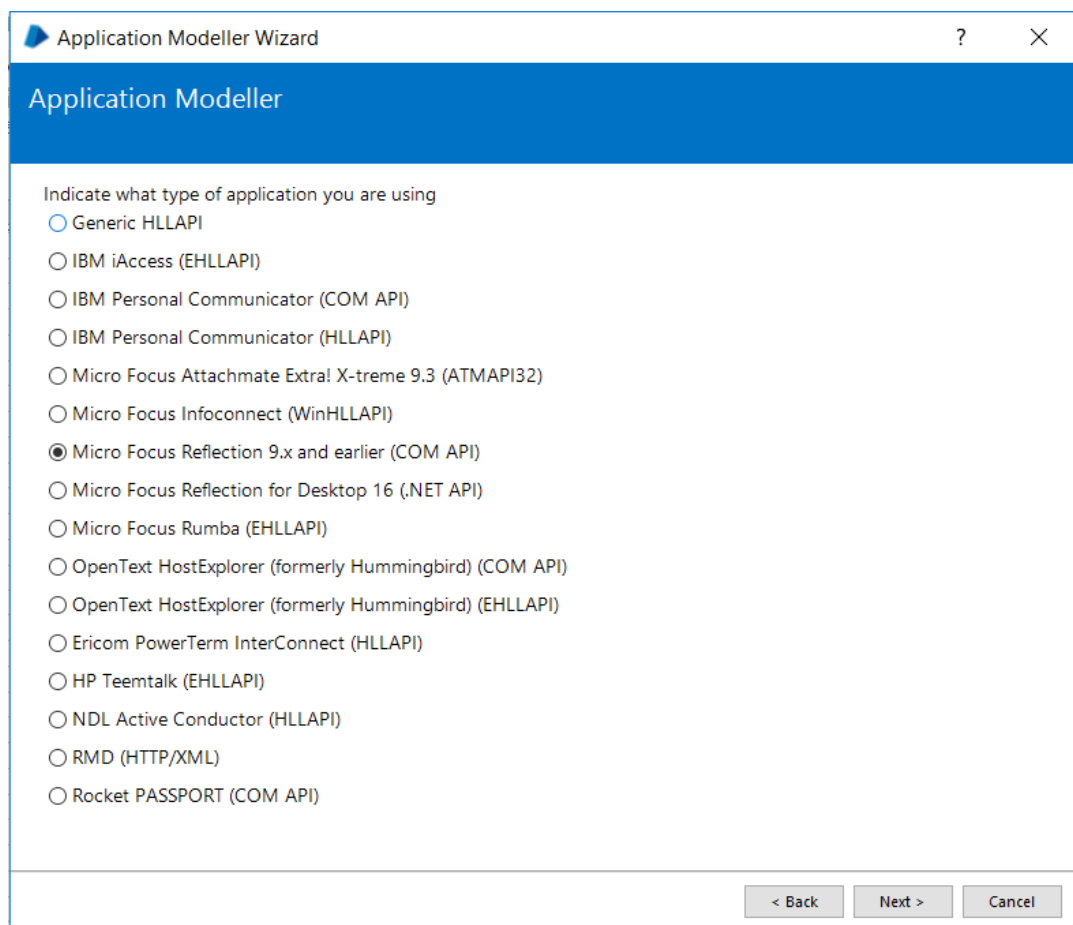 Application Modeller Wizard
?
Application Modeller
Indicate what type of application you are using
Generic HLLAPI
IBM iAccess (EHLLAPI)
IBM Personal Communicator (COM API)
IBM Personal Communicator (HLLAPI)
Micro Focus Attachmate Extra! X-treme 9.3 (ATMAPI32)
Micro Focus Infoconnect (WinHLLAPI)
Micro Focus Reflection 9.x and earlier (COM API)
Micro Focus Reflection for Desktop 16 (.NET API)
Micro Focus Rumba (EHLLAPI)
OpenText HostExplorer (formerly Hummingbird) (COM API)
OpenText HostExplorer (formerly Hummingbird) (EHLLAPI)
Ericom PowerTerm InterConnect (HLLAPI)
HP Teemtalk (EHLLAPI)
NDL Active Conductor (HLLAPI)
RMD (HTTP/XML)
Rocket PASSPORT (COM API)
< Back Next > Cancel